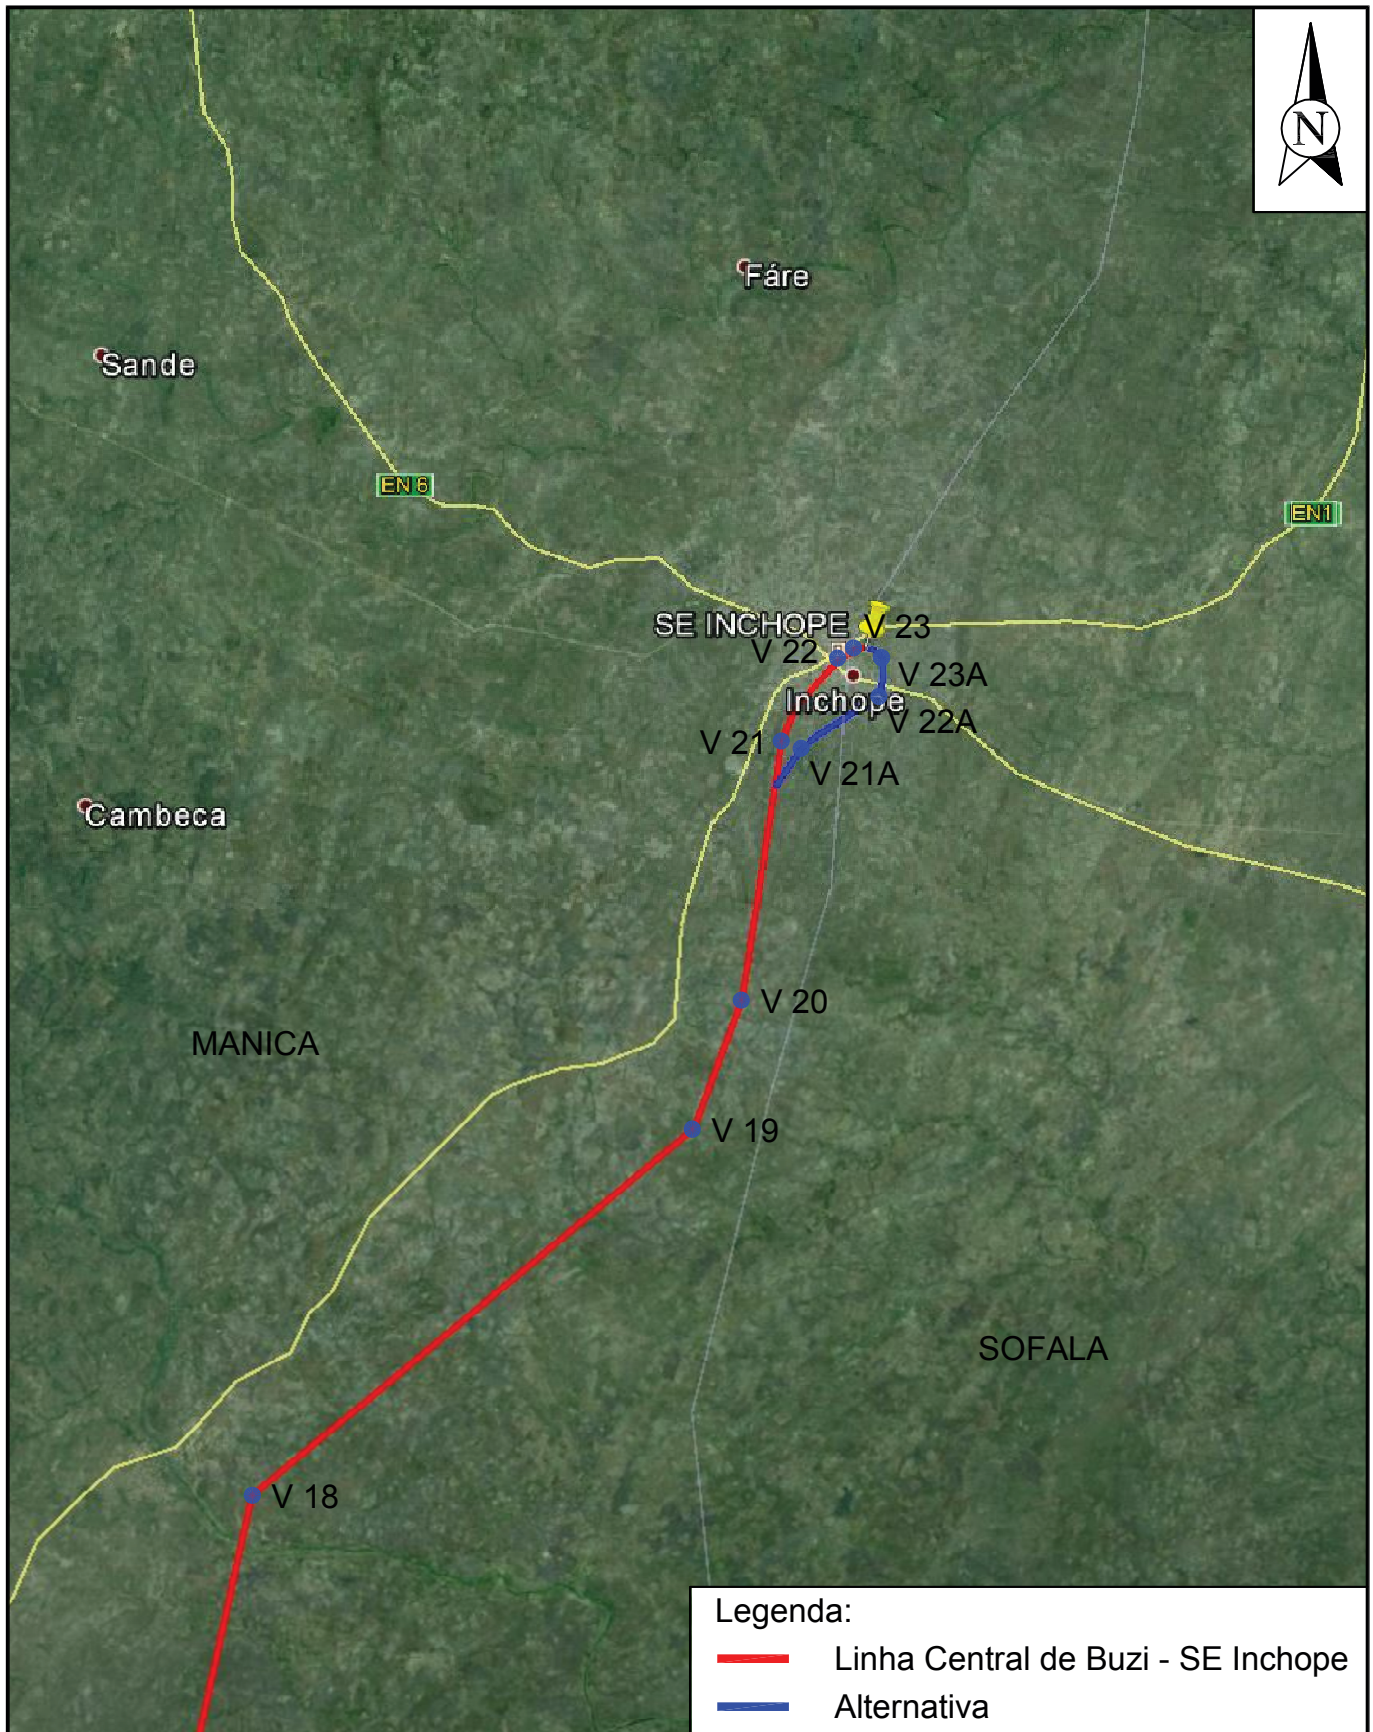 N
Fáre
Sande
EN 6
EN1
SE INCHOPE
V 23
V 22
V 23A
Inchope
V 22A
V 21
V 21A
Cambeca
V 20
MANICA
V 19
SOFALA
V 18
Legenda:
Linha Central de Buzi - SE Inchope
Alternativa